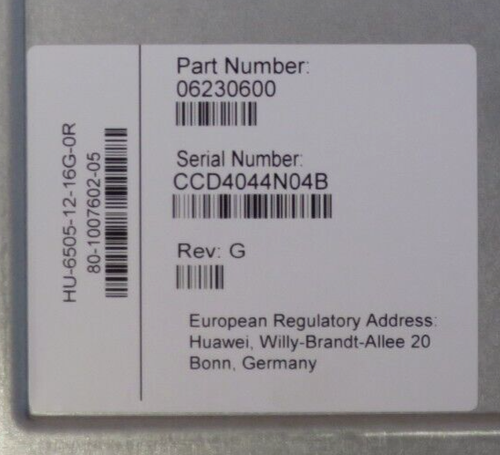 HU-6505-12-16G-0R
80-1007602-05
Part Number:
06230600
Serial Number:
CCD4044N04B
Rev: G
European Regulatory Address:
Huawei, Willy-Brandt-Allee 20
Bonn, Germany